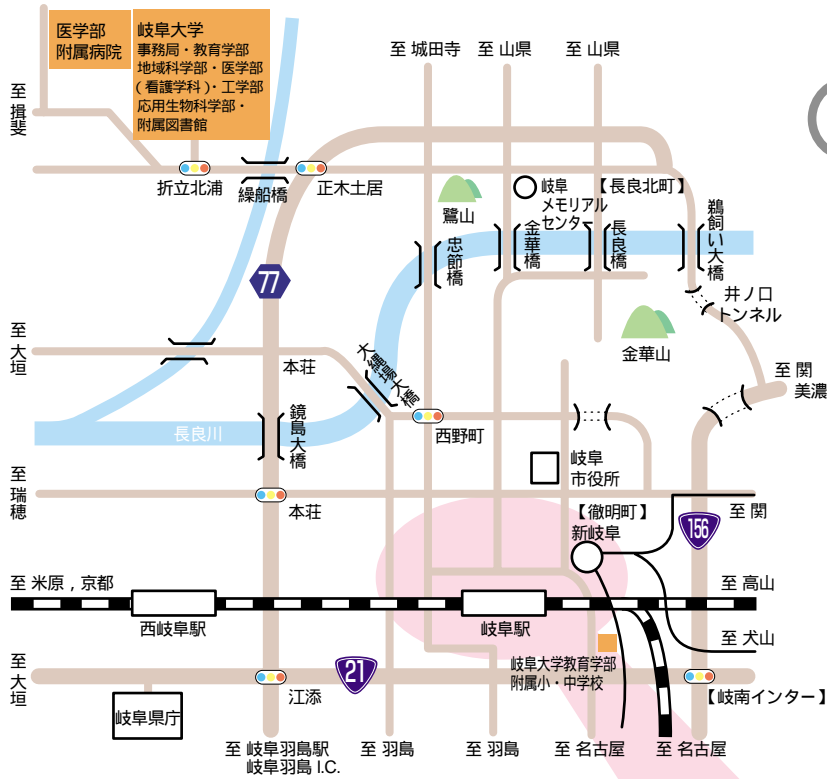 医学部
附属病院
岐阜大学
事務局・教育学部
地域科学部・医学部
(看護学科)・工学部
応用生物科学部・
附属図書館
至 城田寺
至 山県
至 山県
至 揖斐
折立北浦
繰船橋
正木土居
鷺山
岐阜
メモリアル
センター
【長良北町】
忠節橋
金華橋
長良橋
鵜飼い大橋
77
井ノ口
トンネル
金華山
至 大垣
本荘
大縄場大橋
至 関
美濃
長良川
鏡島大橋
西野町
岐阜
市役所
至 瑞穂
本荘
【徹明町】
新岐阜
至 関
156
至 米原,京都
至 高山
西岐阜駅
岐阜駅
至 犬山
至 大垣
岐阜大学教育学部
附属小・中学校
21
江添
【岐南インター】
岐阜県庁
至 岐阜羽島駅
岐阜羽島 I.C.
至 羽島
至 羽島
至 名古屋
至 名古屋